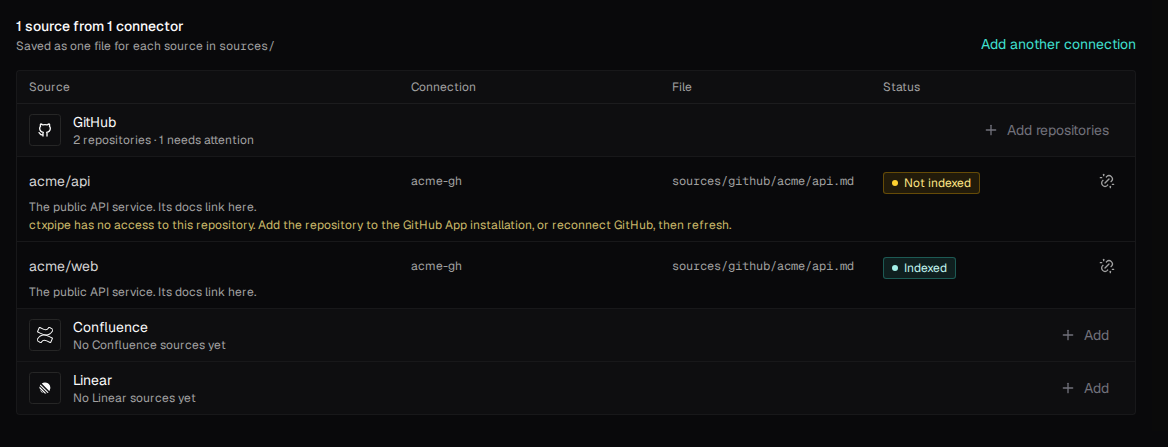 1 source from 1 connector
Saved as one file for each source in sources/
Add another connection
Source Connection File Status
GitHub
2 repositories · 1 needs attention
+ Add repositories
acme/api acme-gh sources/github/acme/api.md Not indexed
The public API service. Its docs link here.
ctxpipe has no access to this repository. Add the repository to the GitHub App installation, or reconnect GitHub, then refresh.
acme/web acme-gh sources/github/acme/api.md Indexed
The public API service. Its docs link here.
Confluence
No Confluence sources yet
+ Add
Linear
No Linear sources yet
+ Add